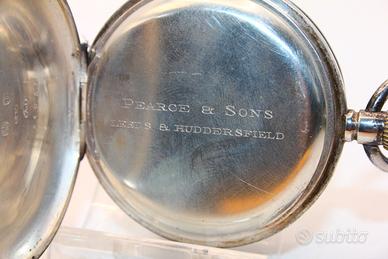 PEARCE & SONS
LEEDS & HUDDERSFIELD
subito